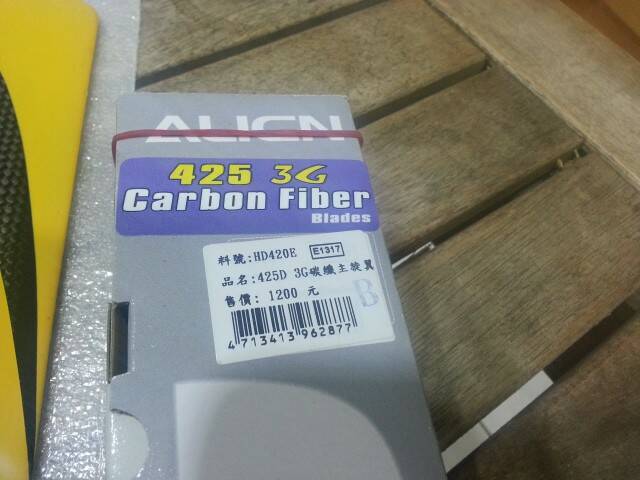 ALIGN
425 3G
Carbon Fiber
Blades
料號:HD420E E1317
品名:425D 3G碳纖主旋翼
售價: 1200 元
B
4713413962877